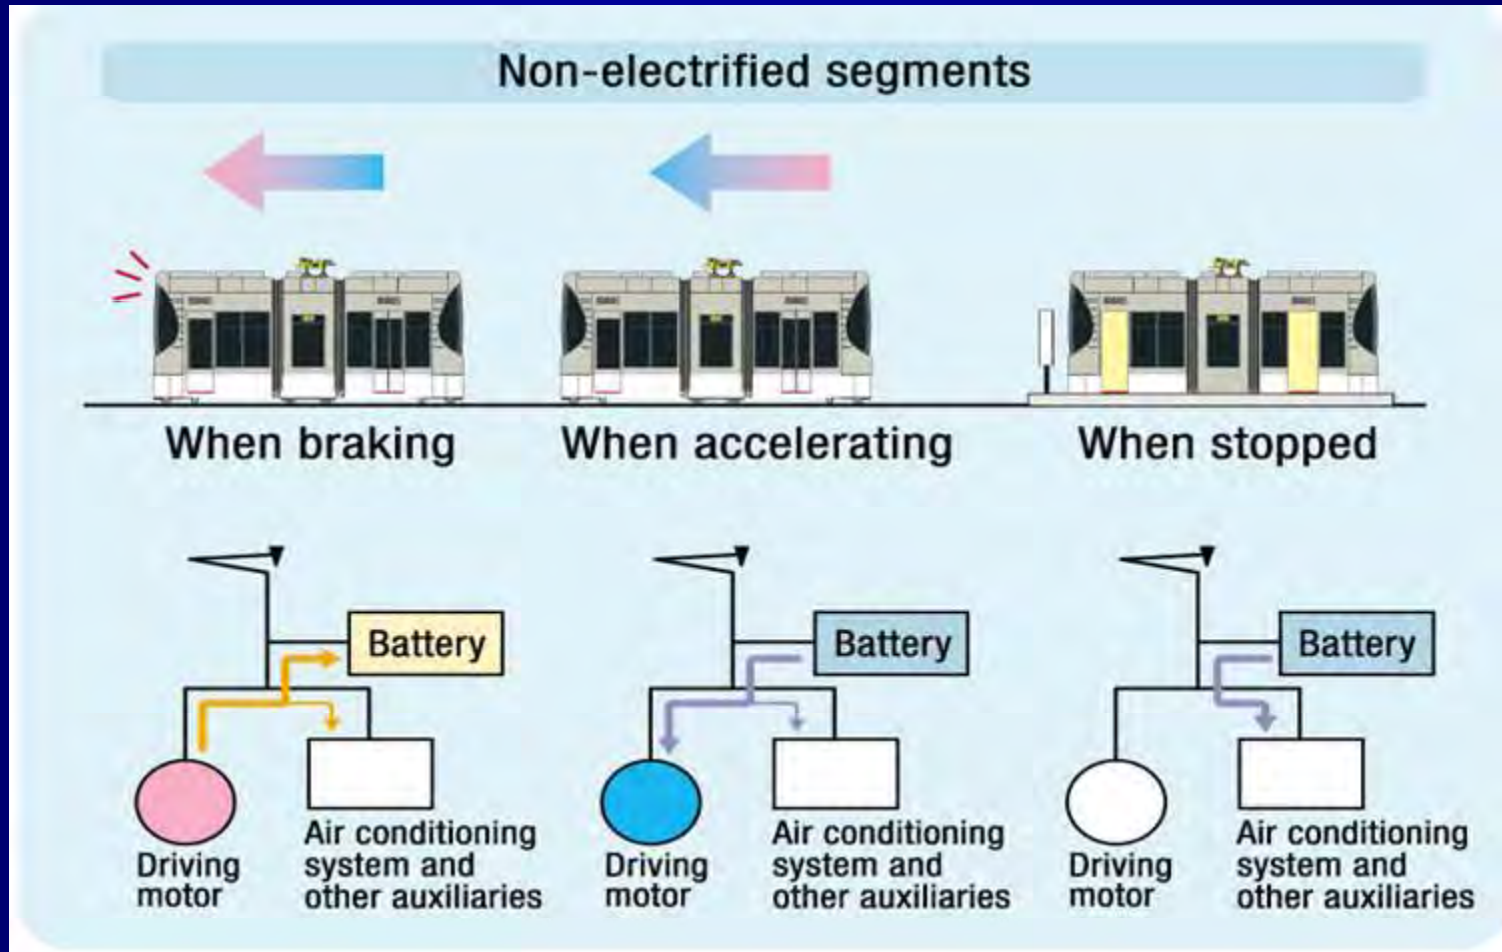 Non-electrified segments
When braking
When accelerating
When stopped
Battery
Driving
motor
Air conditioning
system and
other auxiliaries
Battery
Driving
motor
Air conditioning
system and
other auxiliaries
Battery
Driving
motor
Air conditioning
system and
other auxiliaries